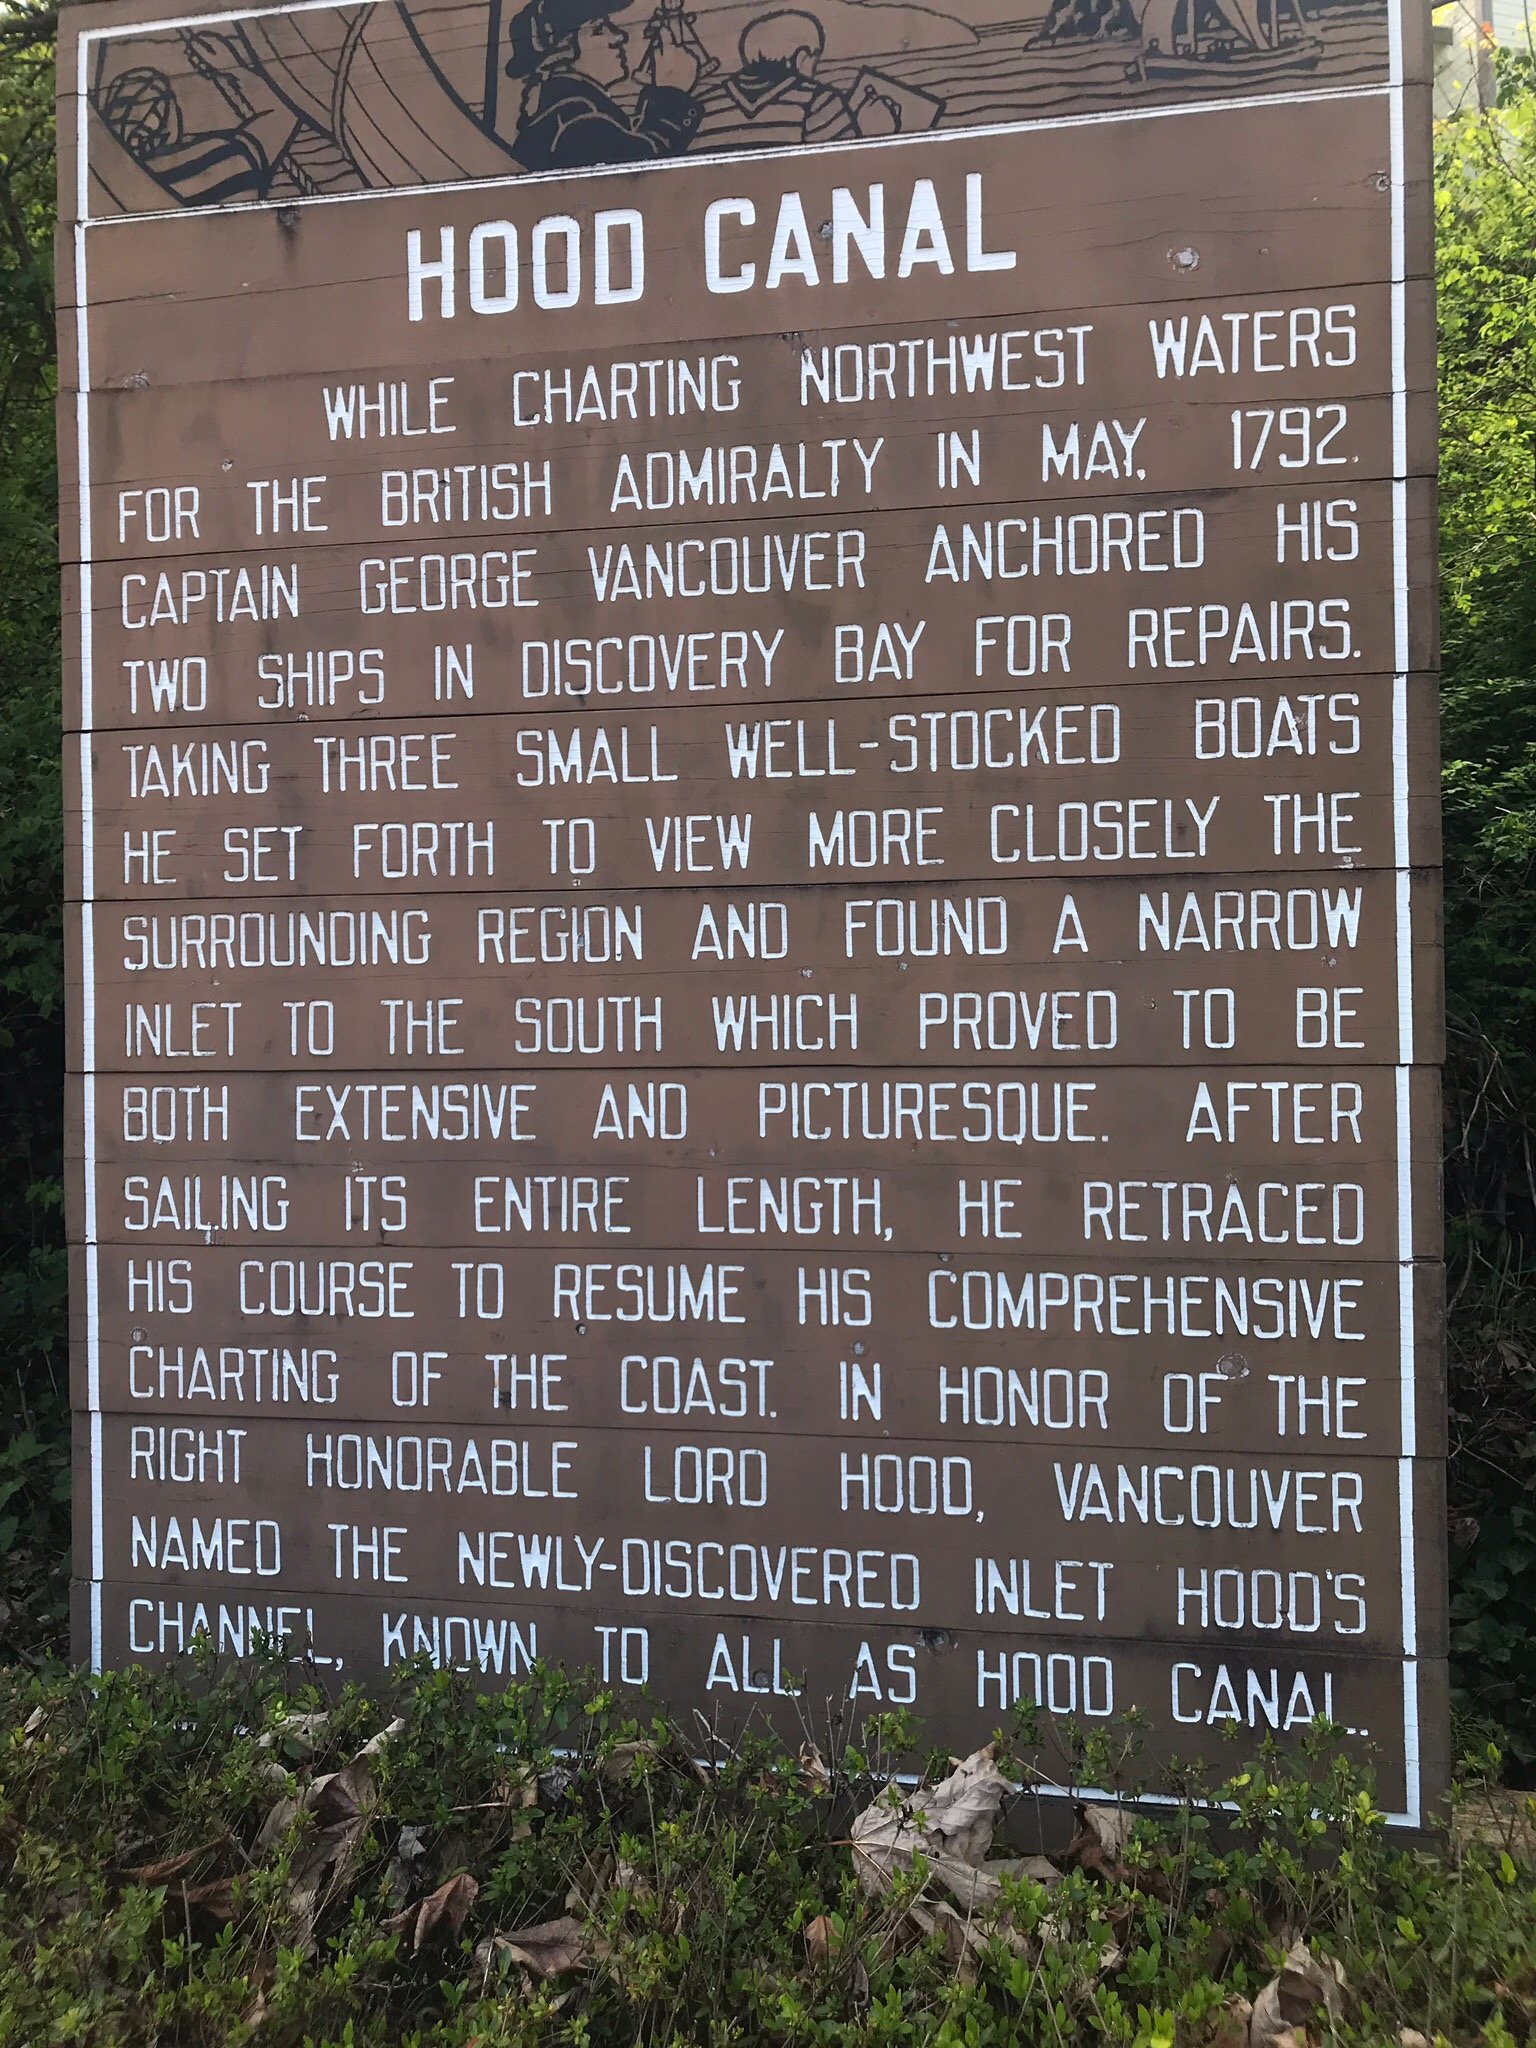 HOOD CANAL
WHILE CHARTING NORTHWEST WATERS
FOR THE BRITISH ADMIRALTY IN MAY, 1792,
CAPTAIN GEORGE VANCOUVER ANCHORED HIS
TWO SHIPS IN DISCOVERY BAY FOR REPAIRS.
TAKING THREE SMALL WELL-STOCKED BOATS
HE SET FORTH TO VIEW MORE CLOSELY THE
SURROUNDING REGION AND FOUND A NARROW
INLET TO THE SOUTH WHICH PROVED TO BE
BOTH EXTENSIVE AND PICTURESQUE. AFTER
SAILING ITS ENTIRE LENGTH, HE RETRACED
HIS COURSE TO RESUME HIS COMPREHENSIVE
CHARTING OF THE COAST. IN HONOR OF THE
RIGHT HONORABLE LORD HOOD, VANCOUVER
NAMED THE NEWLY-DISCOVERED INLET HOOD'S
CHANNEL, KNOWN TO ALL AS HOOD CANAL.